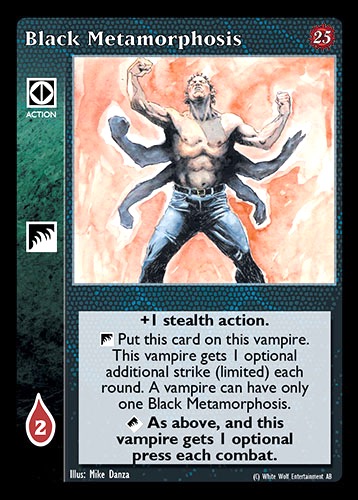 Black Metamorphosis
25
ACTION
+1 stealth action.
Put this card on this vampire.
This vampire gets 1 optional
additional strike (limited) each
round. A vampire can have only
one Black Metamorphosis.
As above, and this
vampire gets 1 optional
press each combat.
2
Illus: Mike Danza
(C) White Wolf Entertainment AB